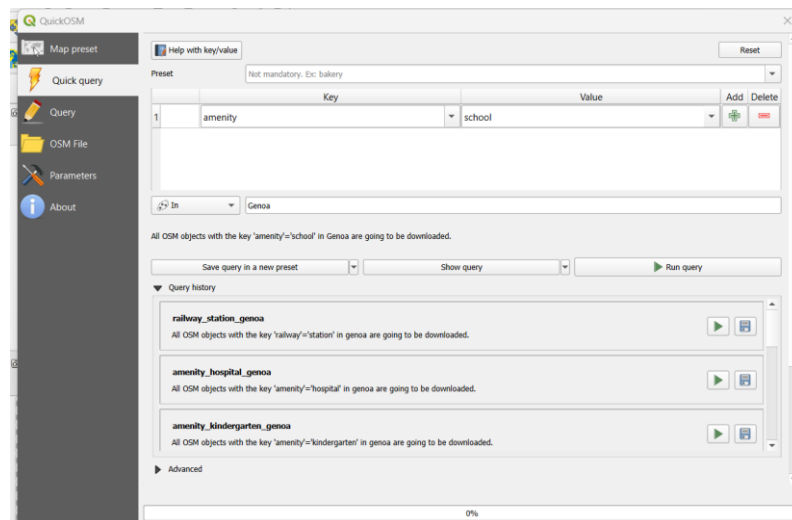 QuickOSM
Map preset
Quick query
Query
OSM File
Parameters
About
Help with key/value
Reset
Preset
Not mandatory. Ex: bakery
Key Value Add Delete
1 amenity school
In Genoa
All OSM objects with the key 'amenity'='school' in Genoa are going to be downloaded.
Save query in a new preset Show query Run query
Query history
railway_station_genoa
All OSM objects with the key 'railway'='station' in genoa are going to be downloaded.
amenity_hospital_genoa
All OSM objects with the key 'amenity'='hospital' in genoa are going to be downloaded.
amenity_kindergarten_genoa
All OSM objects with the key 'amenity'='kindergarten' in genoa are going to be downloaded.
Advanced
0%